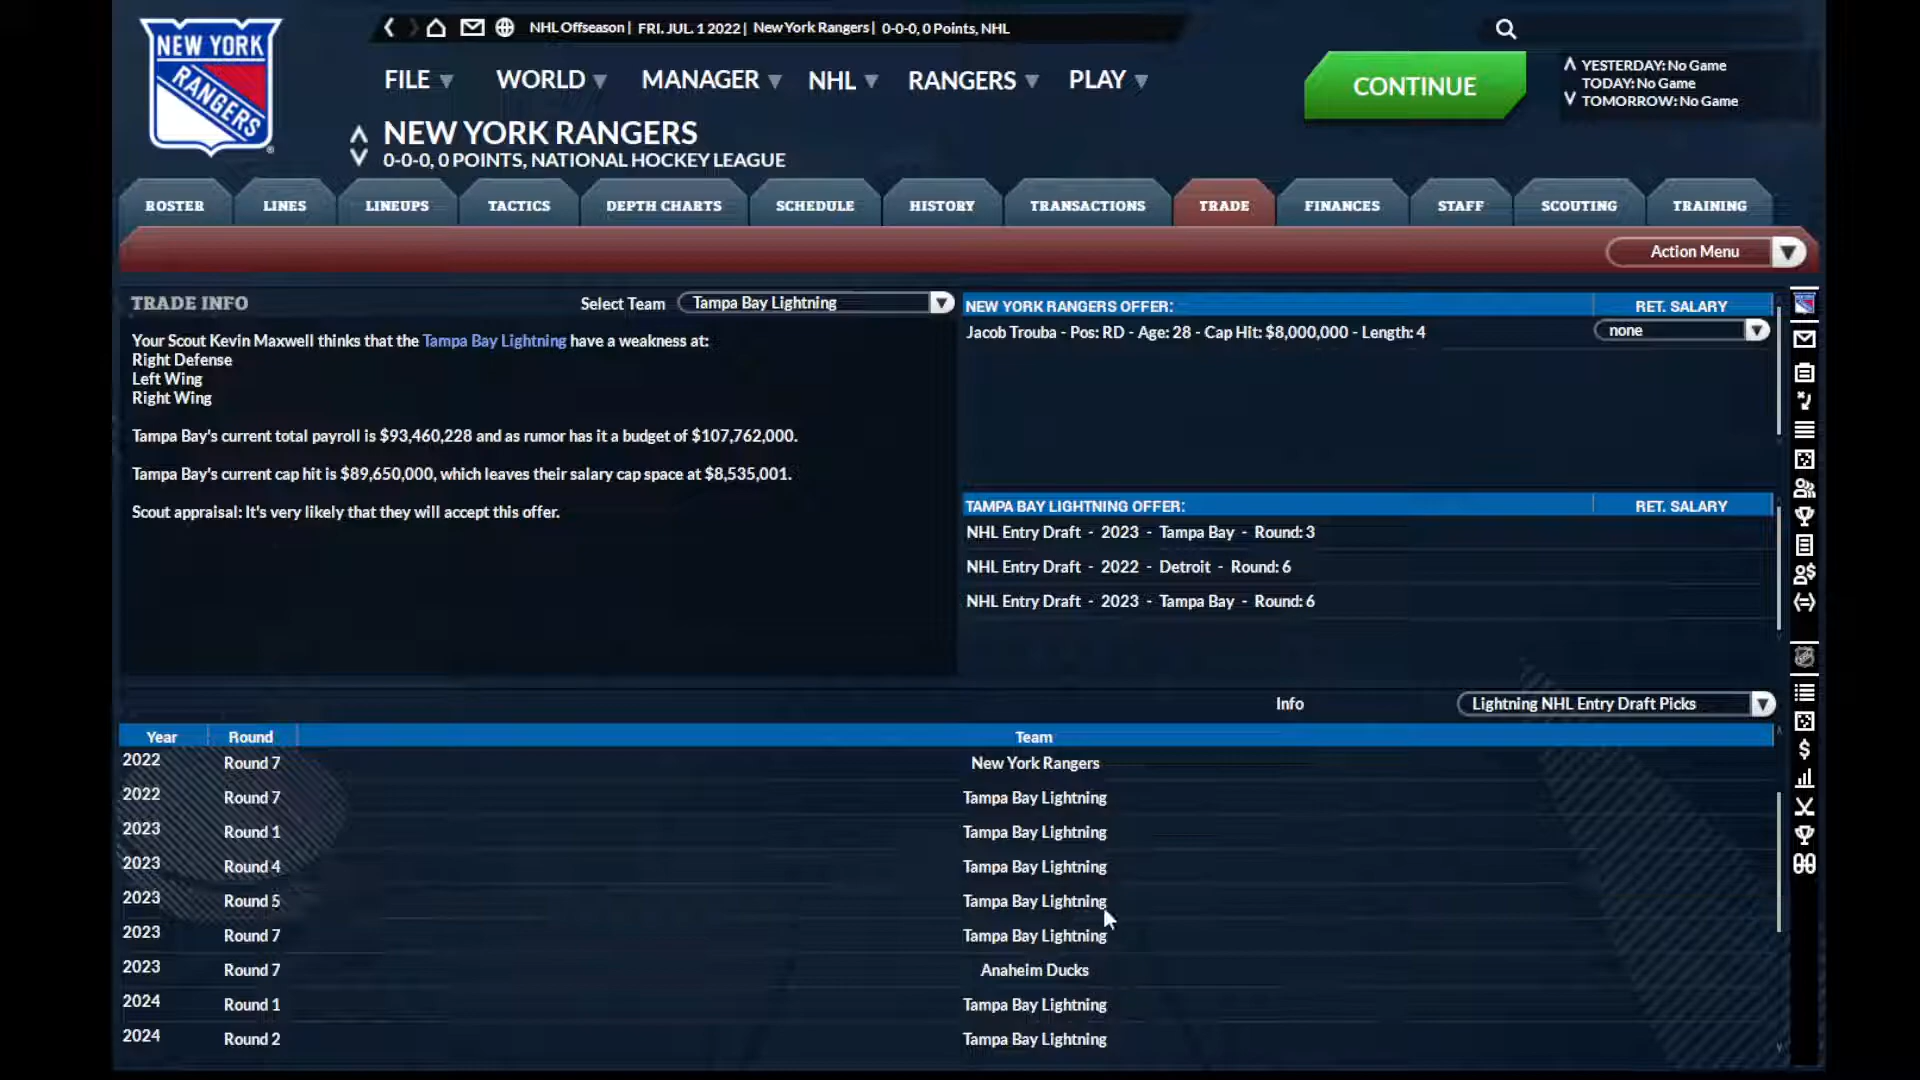 NEW YORK
RANGERS
NHL Offseason | FRI. JUL. 1 2022 | New York Rangers | 0-0-0, 0 Points, NHL
FILE WORLD MANAGER NHL RANGERS PLAY
CONTINUE
YESTERDAY: No Game
TODAY: No Game
TOMORROW: No Game
NEW YORK RANGERS
0-0-0, 0 POINTS, NATIONAL HOCKEY LEAGUE
ROSTER LINES LINEUPS TACTICS DEPTH CHARTS SCHEDULE HISTORY TRANSACTIONS TRADE FINANCES STAFF SCOUTING TRAINING
Action Menu
TRADE INFO
Select Team Tampa Bay Lightning
Your Scout Kevin Maxwell thinks that the Tampa Bay Lightning have a weakness at:
Right Defense
Left Wing
Right Wing
Tampa Bay's current total payroll is $93,460,228 and as rumor has it a budget of $107,762,000.
Tampa Bay's current cap hit is $89,650,000, which leaves their salary cap space at $8,535,001.
Scout appraisal: It's very likely that they will accept this offer.
NEW YORK RANGERS OFFER: RET. SALARY
Jacob Trouba - Pos: RD - Age: 28 - Cap Hit: $8,000,000 - Length: 4 none
TAMPA BAY LIGHTNING OFFER: RET. SALARY
NHL Entry Draft - 2023 - Tampa Bay - Round: 3
NHL Entry Draft - 2022 - Detroit - Round: 6
NHL Entry Draft - 2023 - Tampa Bay - Round: 6
Info Lightning NHL Entry Draft Picks
Year Round Team
2022 Round 7 New York Rangers
2022 Round 7 Tampa Bay Lightning
2023 Round 1 Tampa Bay Lightning
2023 Round 4 Tampa Bay Lightning
2023 Round 5 Tampa Bay Lightning
2023 Round 7 Tampa Bay Lightning
2023 Round 7 Anaheim Ducks
2024 Round 1 Tampa Bay Lightning
2024 Round 2 Tampa Bay Lightning